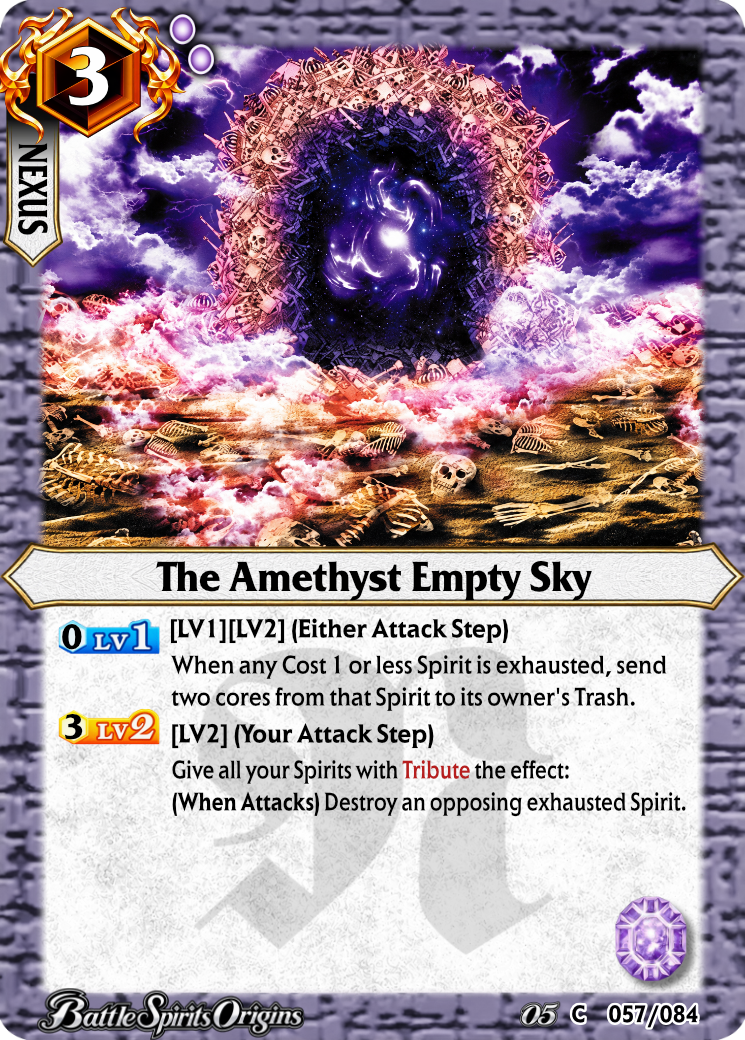 3
NEXUS
The Amethyst Empty Sky
0 LV1
[LV1][LV2] (Either Attack Step)
When any Cost 1 or less Spirit is exhausted, send
two cores from that Spirit to its owner's Trash.
3 LV2
[LV2] (Your Attack Step)
Give all your Spirits with Tribute the effect:
(When Attacks) Destroy an opposing exhausted Spirit.
Battle Spirits Origins
05 C 057/084